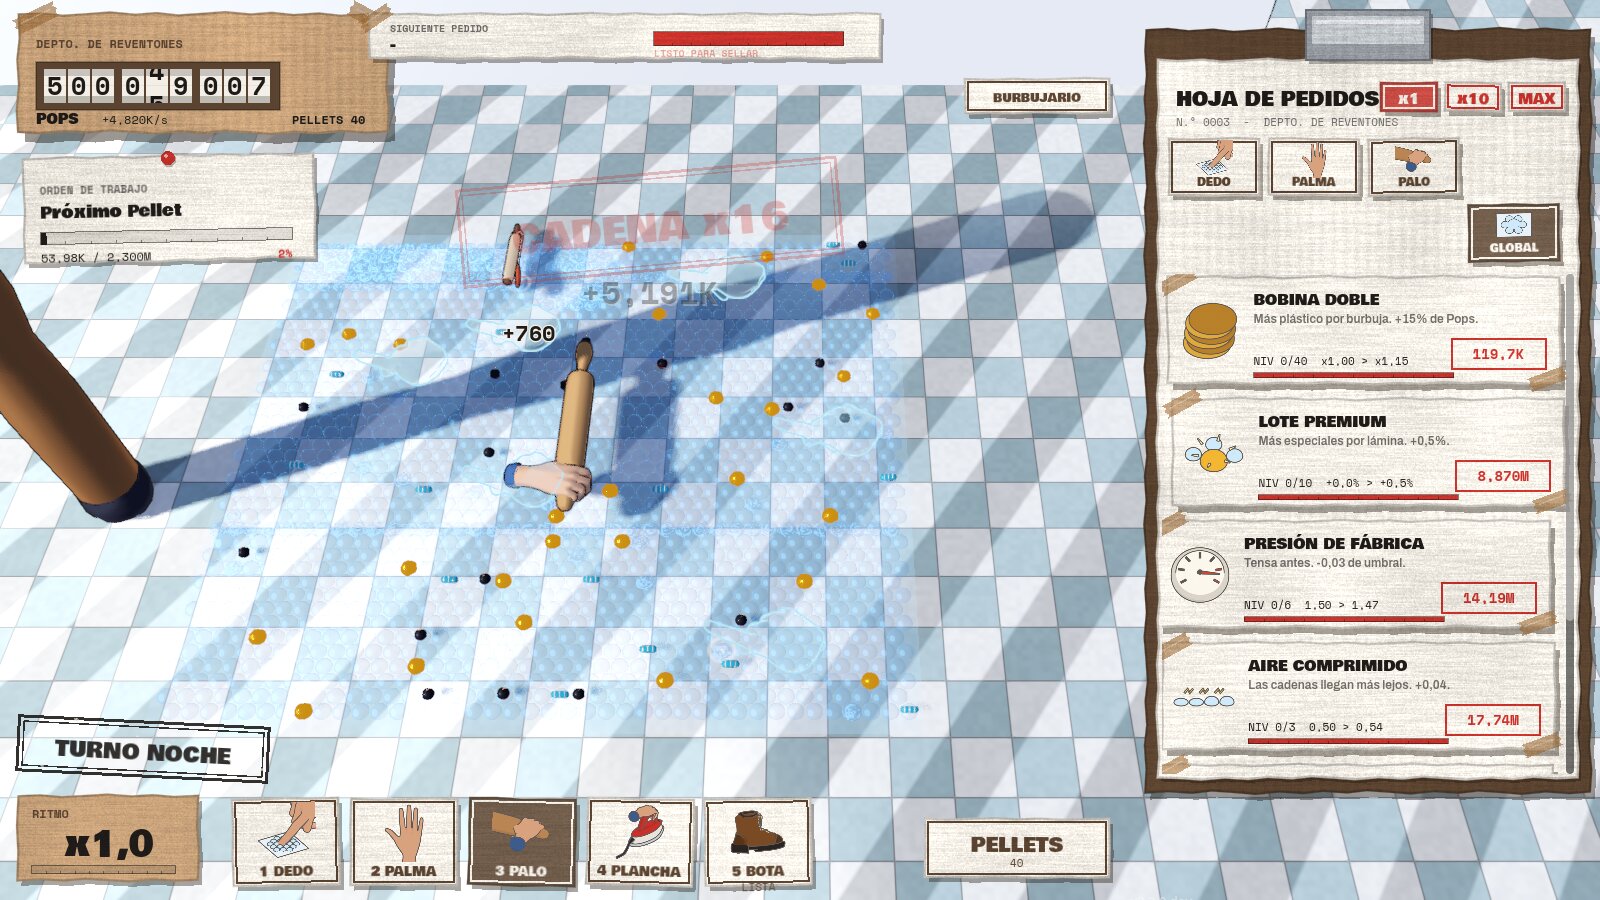 DEPTO. DE REVENTONES
POPS +4,820K/s PELLETS 40
SIGUIENTE PEDIDO
-
LISTO PARA SELLAR
BURBUJARIO
ORDEN DE TRABAJO
Próximo Pellet
53,98K / 2,300M 2%
CADENA x16
+5,191K
+760
TURNO NOCHE
RITMO
x1,0
1 DEDO
2 PALMA
3 PALO
4 PLANCHA
5 BOTA
LISTA
PELLETS
40
HOJA DE PEDIDOS x1 x10 MAX
N.° 0003 - DEPTO. DE REVENTONES
DEDO
PALMA
PALO
GLOBAL
BOBINA DOBLE
Más plástico por burbuja. +15% de Pops.
NIV 0/40 x1,00 > x1,15 119,7K
LOTE PREMIUM
Más especiales por lámina. +0,5%.
NIV 0/10 +0,0% > +0,5% 8,870M
PRESIÓN DE FÁBRICA
Tensa antes. -0,03 de umbral.
NIV 0/6 1,50 > 1,47 14,19M
AIRE COMPRIMIDO
Las cadenas llegan más lejos. +0,04.
NIV 0/3 0,50 > 0,54 17,74M